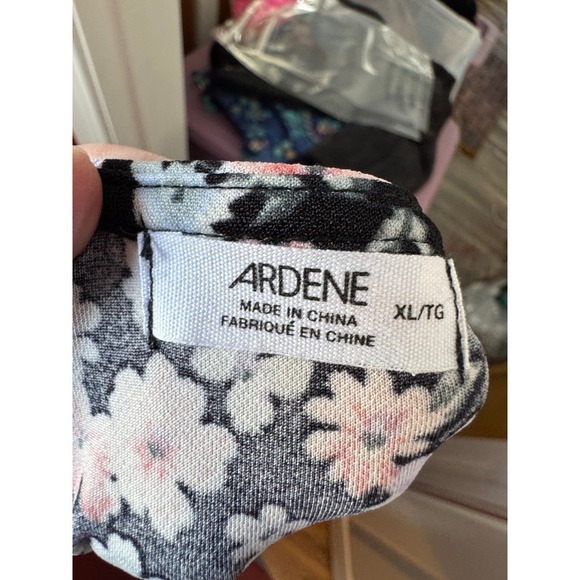 ARDENE
MADE IN CHINA
FABRIQUÉ EN CHINE
XL/TG